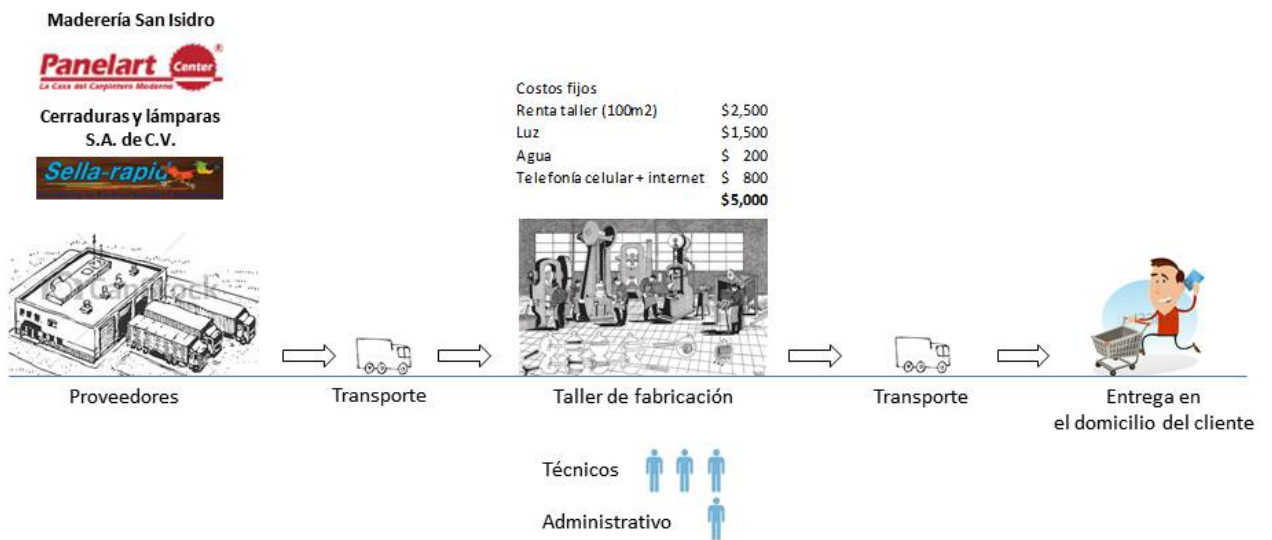 Maderería San Isidro
Panelart Center ®
La Casa del Carpintero Moderno
Cerraduras y lámparas
S.A. de C.V.
Sella-rapid
Costos fijos
Renta taller (100m2) $2,500
Luz $1,500
Agua $ 200
Telefonía celular + internet $ 800
$5,000
Proveedores
Transporte
Taller de fabricación
Transporte
Entrega en
el domicilio del cliente
Técnicos
Administrativo